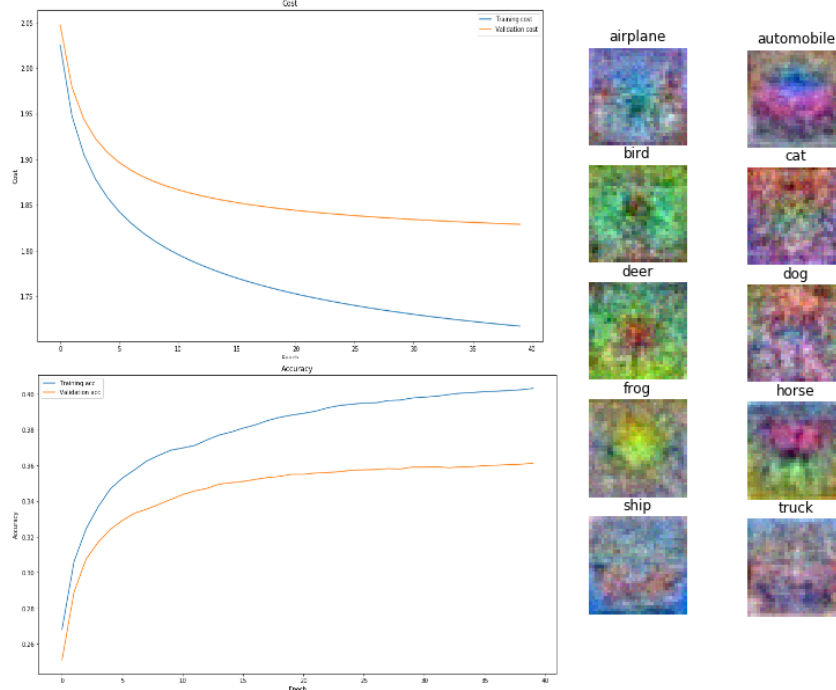 Cost
Training cost
Validation cost
2.05
2.00
1.95
1.90
1.85
1.80
1.75
Cost
0 5 10 15 20 25 30 35 40
Epoch
Accuracy
Training acc
Validation acc
0.40
0.38
0.36
0.34
0.32
0.30
0.28
0.26
Accuracy
0 5 10 15 20 25 30 35 40
Epoch
airplane automobile
bird cat
deer dog
frog horse
ship truck